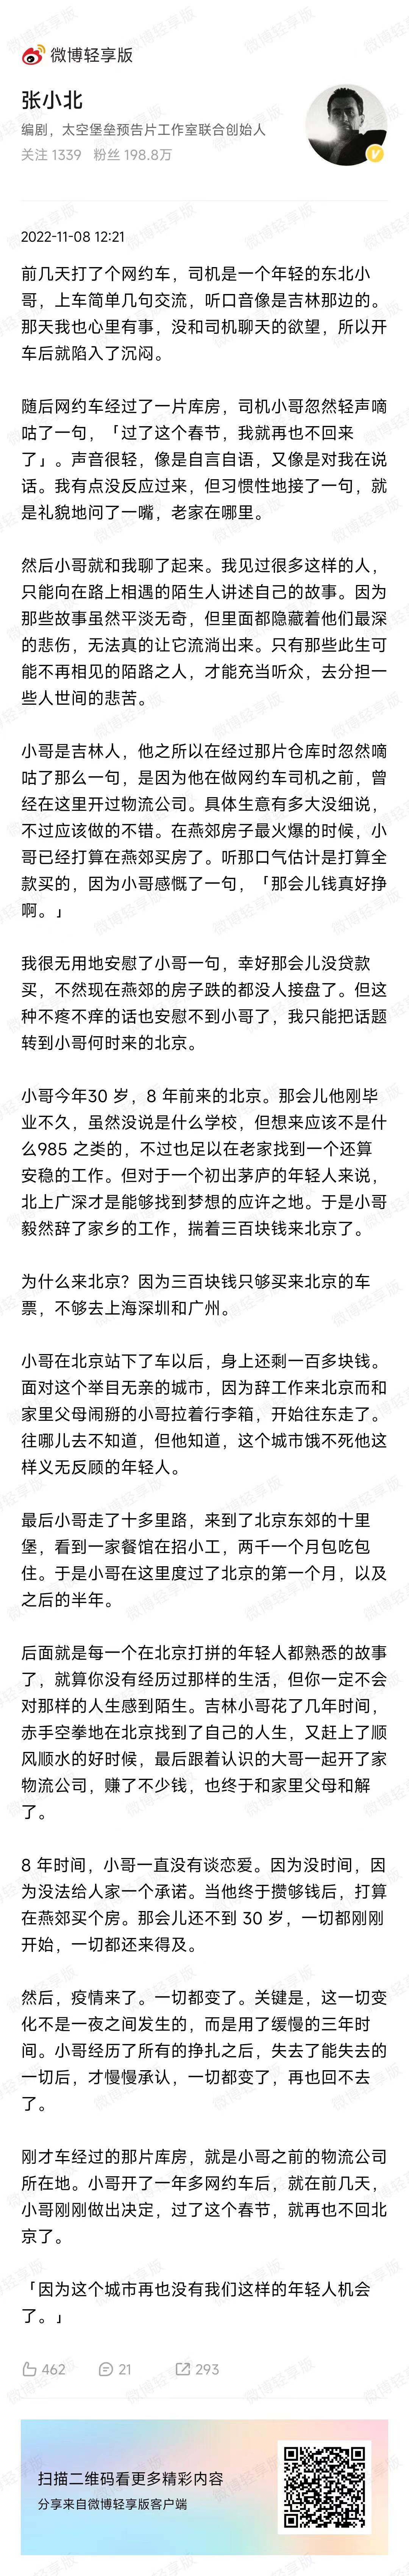 微博轻享版
张小北
编剧，太空堡垒预告片工作室联合创始人
关注 1339 粉丝 198.8万
2022-11-08 12:21
前几天打了个网约车，司机是一个年轻的东北小
哥，上车简单几句交流，听口音像是吉林那边的。
那天我也心里有事，没和司机聊天的欲望，所以开
车后就陷入了沉闷。
随后网约车经过了一片库房，司机小哥忽然轻声嘀
咕了一句，「过了这个春节，我就再也不回来
了」。声音很轻，像是自言自语，又像是对我在说
话。我有点没反应过来，但习惯性地接了一句，就
是礼貌地问了一嘴，老家在哪里。
然后小哥就和我聊了起来。我见过很多这样的人，
只能向在路上相遇的陌生人讲述自己的故事。因为
那些故事虽然平淡无奇，但里面都隐藏着他们最深
的悲伤，无法真的让它流淌出来。只有那些此生可
能不再相见的陌路之人，才能充当听众，去分担一
些人世间的悲苦。
小哥是吉林人，他之所以在经过那片仓库时忽然嘀
咕了那么一句，是因为他在做网约车司机之前，曾
经在这里开过物流公司。具体生意有多大没细说，
不过应该做的不错。在燕郊房子最火爆的时候，小
哥已经打算在燕郊买房了。听那口气估计是打算全
款买的，因为小哥感慨了一句，「那会儿钱真好挣
啊。」
我很无用地安慰了小哥一句，幸好那会儿没贷款
买，不然现在燕郊的房子跌的都没人接盘了。但这
种不疼不痒的话也安慰不到小哥了，我只能把话题
转到小哥何时来的北京。
小哥今年30 岁，8 年前来的北京。那会儿他刚毕
业不久，虽然没说是什么学校，但想来应该不是什
么985 之类的，不过也足以在老家找到一个还算
安稳的工作。但对于一个初出茅庐的年轻人来说，
北上广深才是能够找到梦想的应许之地。于是小哥
毅然辞了家乡的工作，揣着三百块钱来北京了。
为什么来北京？因为三百块钱只够买来北京的车
票，不够去上海深圳和广州。
小哥在北京站下了车以后，身上还剩一百多块钱。
面对这个举目无亲的城市，因为辞工作来北京而和
家里父母闹掰的小哥拉着行李箱，开始往东走了。
往哪儿去不知道，但他知道，这个城市饿不死他这
样义无反顾的年轻人。
最后小哥走了十多里路，来到了北京东郊的十里
堡，看到一家餐馆在招小工，两千一个月包吃包
住。于是小哥在这里度过了北京的第一个月，以及
之后的半年。
后面就是每一个在北京打拼的年轻人都熟悉的故事
了，就算你没有经历过那样的生活，但你一定不会
对那样的人生感到陌生。吉林小哥花了几年时间，
赤手空拳地在北京找到了自己的人生，又赶上了顺
风顺水的好时候，最后跟着认识的大哥一起开了家
物流公司，赚了不少钱，也终于和家里父母和解
了。
8 年时间，小哥一直没有谈恋爱。因为没时间，因
为没法给人家一个承诺。当他终于攒够钱后，打算
在燕郊买个房。那会儿还不到 30 岁，一切都刚刚
开始，一切都还来得及。
然后，疫情来了。一切都变了。关键是，这一切变
化不是一夜之间发生的，而是用了缓慢的三年时
间。小哥经历了所有的挣扎之后，失去了能失去的
一切后，才慢慢承认，一切都变了，再也回不去
了。
刚才车经过的那片库房，就是小哥之前的物流公司
所在地。小哥开了一年多网约车后，就在前几天，
小哥刚刚做出决定，过了这个春节，就再也不回北
京了。
「因为这个城市再也没有我们这样的年轻人机会
了。」
462 21 293
扫描二维码看更多精彩内容
分享来自微博轻享版客户端